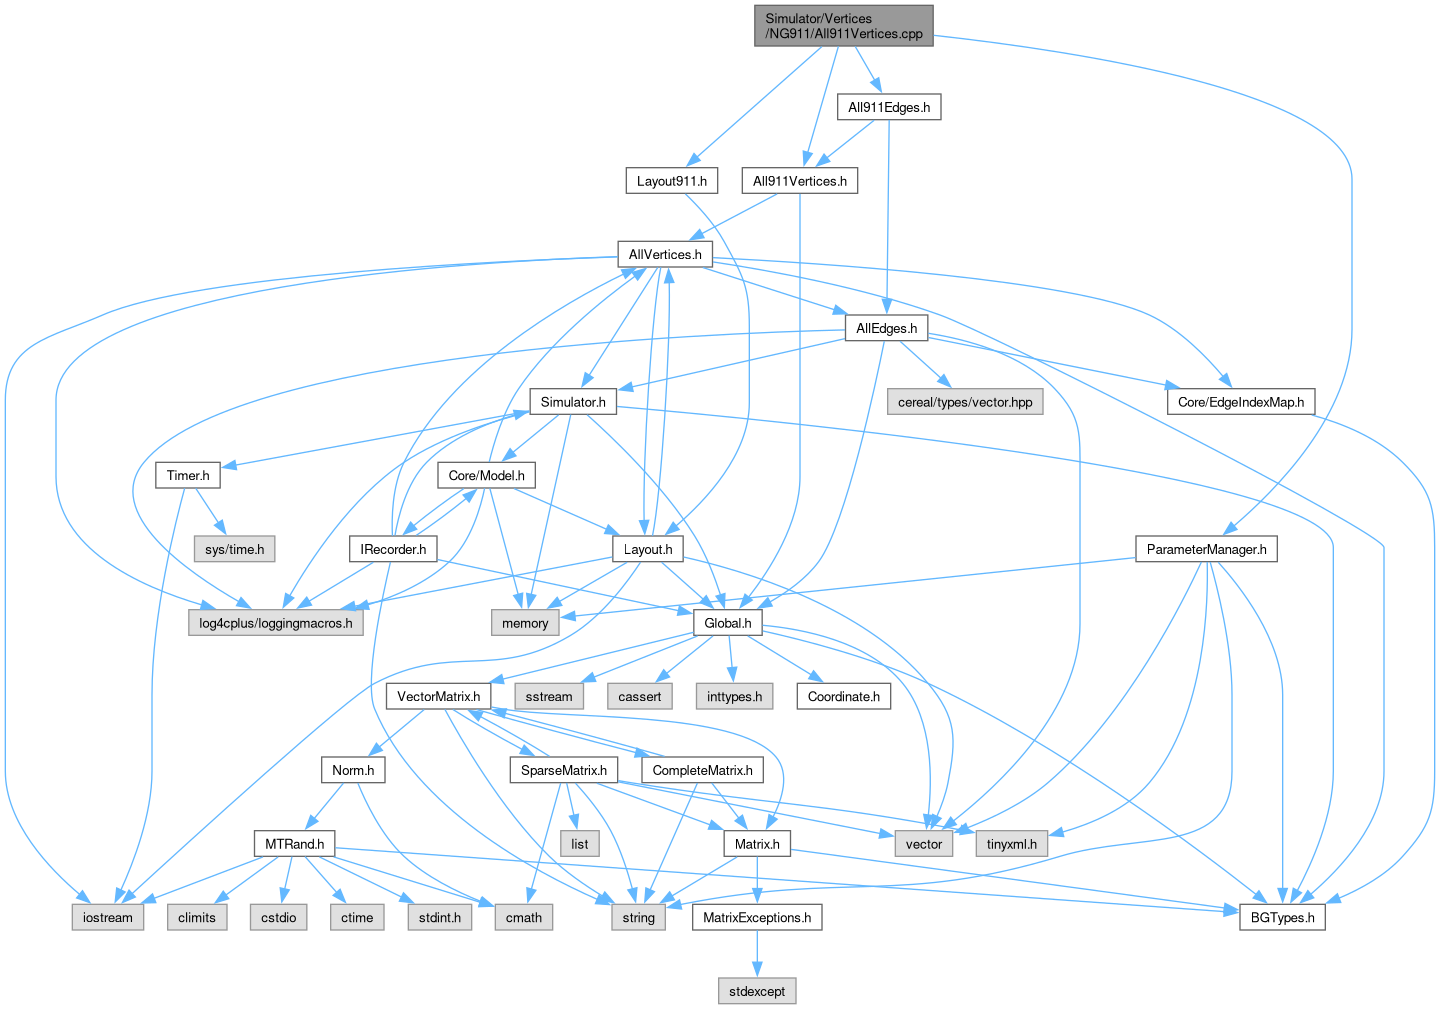 Simulator/Vertices
/NG911/All911Vertices.cpp
All911Edges.h
Layout911.h
All911Vertices.h
AllVertices.h
AllEdges.h
Simulator.h
cereal/types/vector.hpp
Core/EdgeIndexMap.h
Timer.h
Core/Model.h
sys/time.h
IRecorder.h
Layout.h
ParameterManager.h
log4cplus/loggingmacros.h
memory
Global.h
VectorMatrix.h
sstream
cassert
inttypes.h
Coordinate.h
Norm.h
SparseMatrix.h
CompleteMatrix.h
MTRand.h
list
Matrix.h
vector
tinyxml.h
iostream
climits
cstdio
ctime
stdint.h
cmath
string
MatrixExceptions.h
BGTypes.h
stdexcept